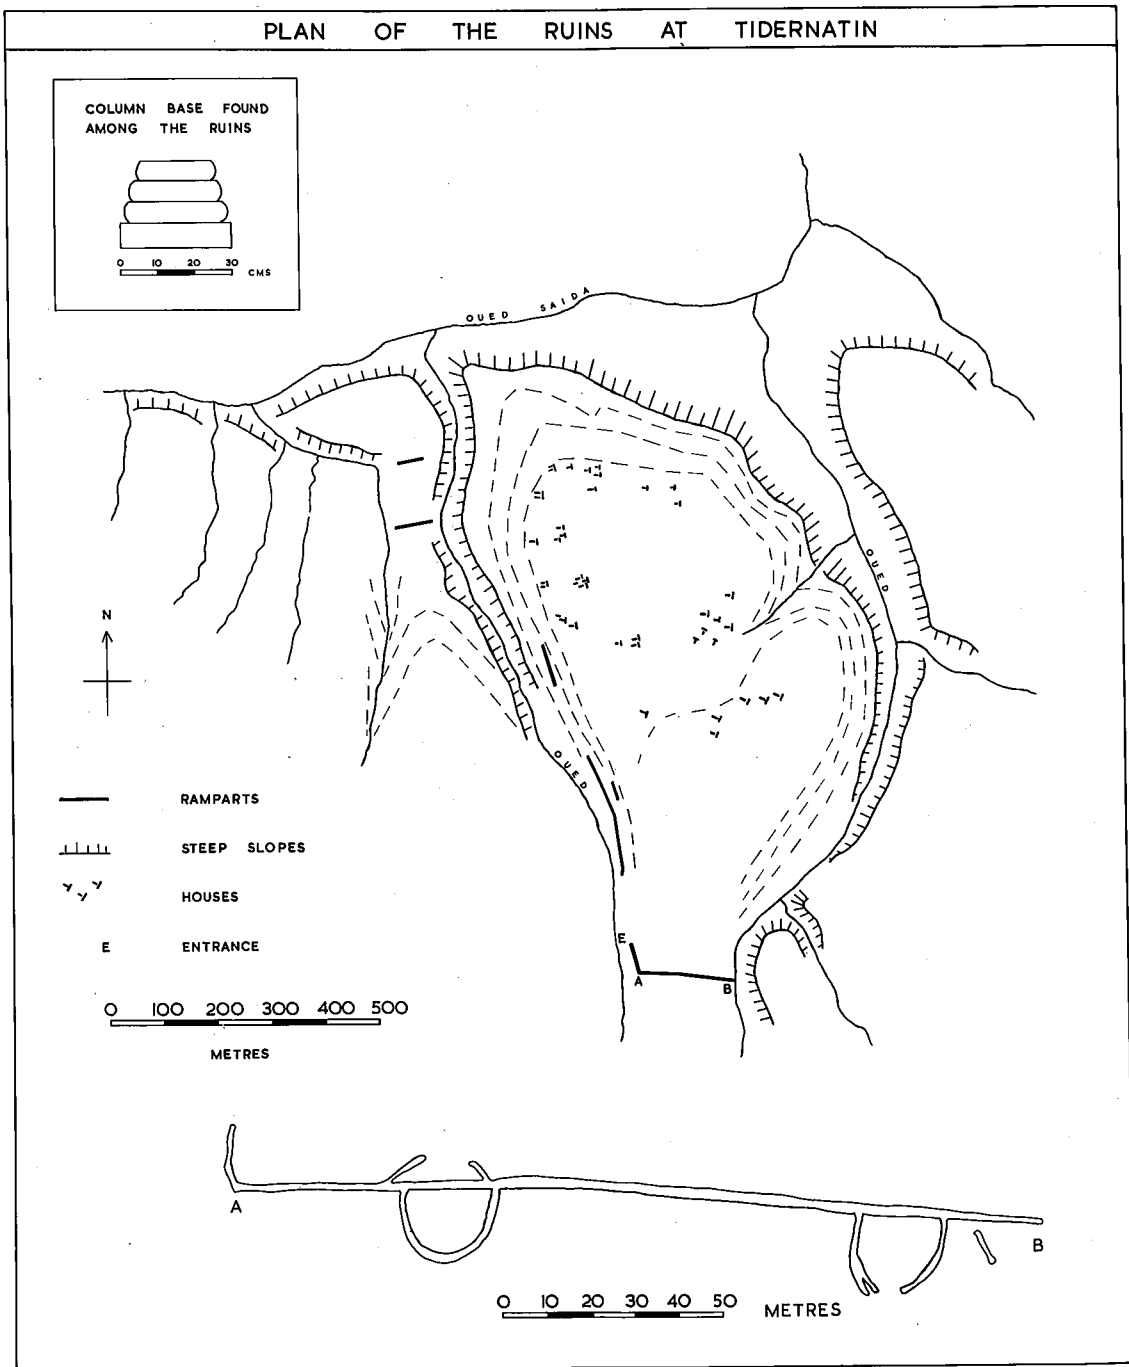 PLAN OF THE RUINS AT TIDERNATIN
COLUMN BASE FOUND
AMONG THE RUINS
0 10 20 30 CMS
OUED SAIDA
OUED
N
OUED
RAMPARTS
STEEP SLOPES
HOUSES
E ENTRANCE
E
A B
0 100 200 300 400 500
METRES
A
B
0 10 20 30 40 50 METRES